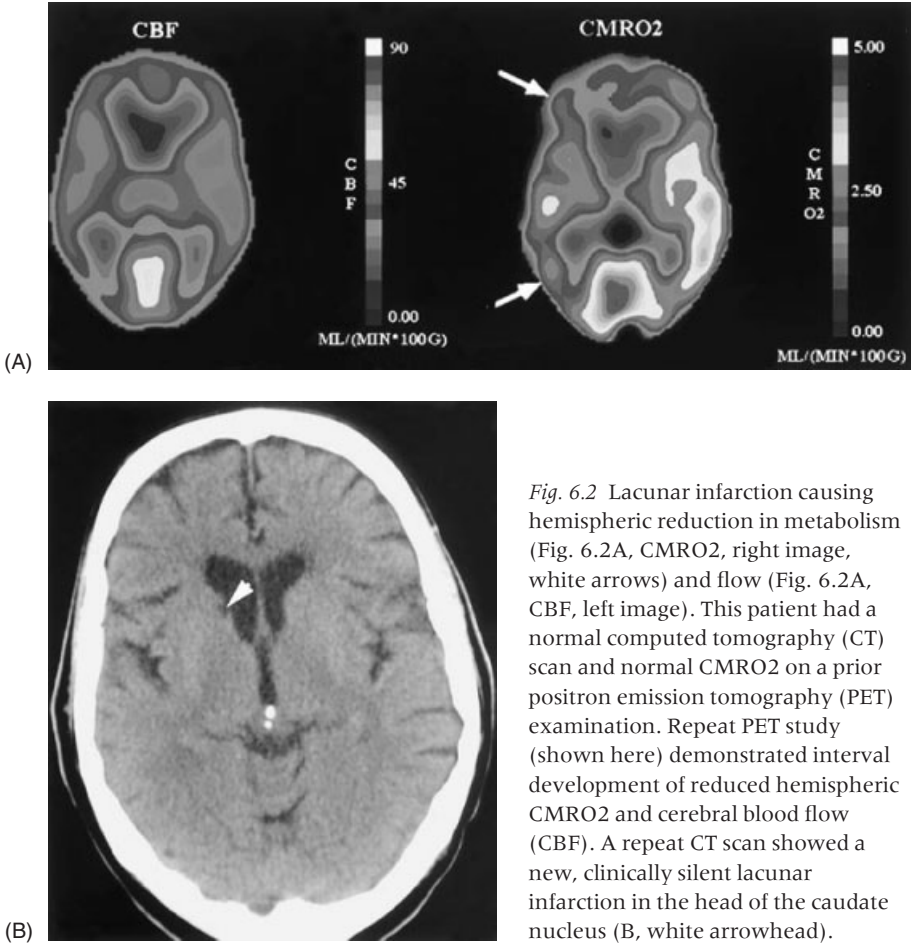 CBF
90
C
B
F
45
0.00
ML/(MIN*100G)
CMRO2
5.00
C
M
R
O2
2.50
0.00
ML/(MIN*100G)
(A)
Fig. 6.2 Lacunar infarction causing
hemispheric reduction in metabolism
(Fig. 6.2A, CMRO2, right image,
white arrows) and flow (Fig. 6.2A,
CBF, left image). This patient had a
normal computed tomography (CT)
scan and normal CMRO2 on a prior
positron emission tomography (PET)
examination. Repeat PET study
(shown here) demonstrated interval
development of reduced hemispheric
CMRO2 and cerebral blood flow
(CBF). A repeat CT scan showed a
new, clinically silent lacunar
infarction in the head of the caudate
nucleus (B, white arrowhead).
(B)